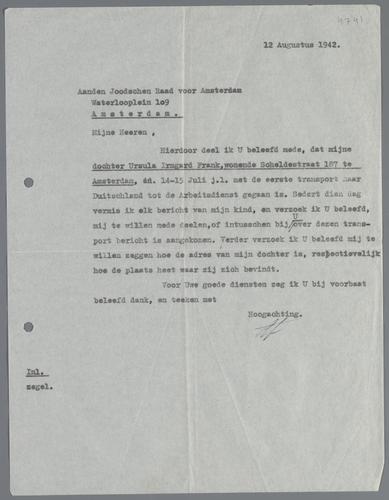 4741
12 Augustus 1942.
Aanden Joodschen Raad voor Amsterdam
Waterlooplein 109
Amsterdam.
Mijne Heeren ,
Hierdoor deel ik U beleefd mede, dat mijne
dochter Ursula Irmgard Frank,wonende Scheldestraat 187 te
Amsterdam, dd. 14-15 Juli j.l. met de eerste transport naar
Duitschland tot de Arbeitsdienst gegaan is. Sedert dien dag
vermis ik elk bericht van mijn kind, en verzoek ik U beleefd,
mij te willen mede deelen,of intusschen bij U over dezen trans-
port bericht is aangekomen. Verder verzoek ik U beleefd mij te
willen zeggen hoe de adres van mijn dochter is, respectievelijk
hoe de plaats heet waar zij zich bevindt.
Voor Uwe goede diensten zeg ik U bij voorbaat
beleefd dank, en teeken met
Hoogachting.
Inl.
zegel.